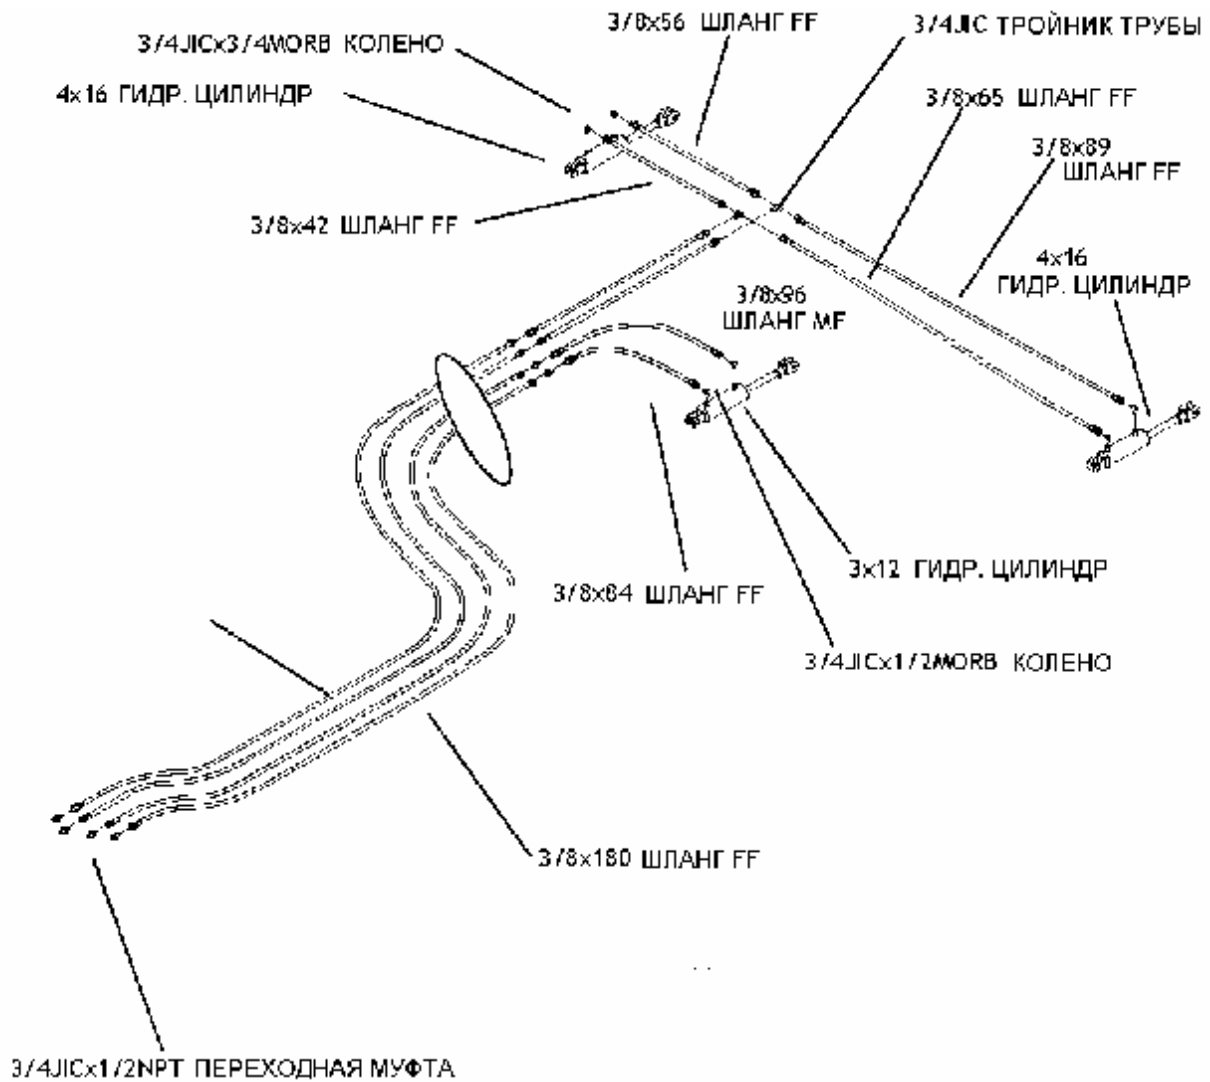 3/8x56 ШЛАНГ FF
3/4JIC ТРОЙНИК ТРУБЫ
3/4JICx3/4MORB КОЛЕНО
4x16 ГИДР. ЦИЛИНДР
3/8x65 ШЛАНГ FF
3/8x89
ШЛАНГ FF
3/8x42 ШЛАНГ FF
4x16
ГИДР. ЦИЛИНДР
3/8x96
ШЛАНГ MF
3x12 ГИДР. ЦИЛИНДР
3/8x84 ШЛАНГ FF
3/4JICx1/2MORB КОЛЕНО
3/8x180 ШЛАНГ FF
3/4JICx1/2NPT ПЕРЕХОДНАЯ МУФТА